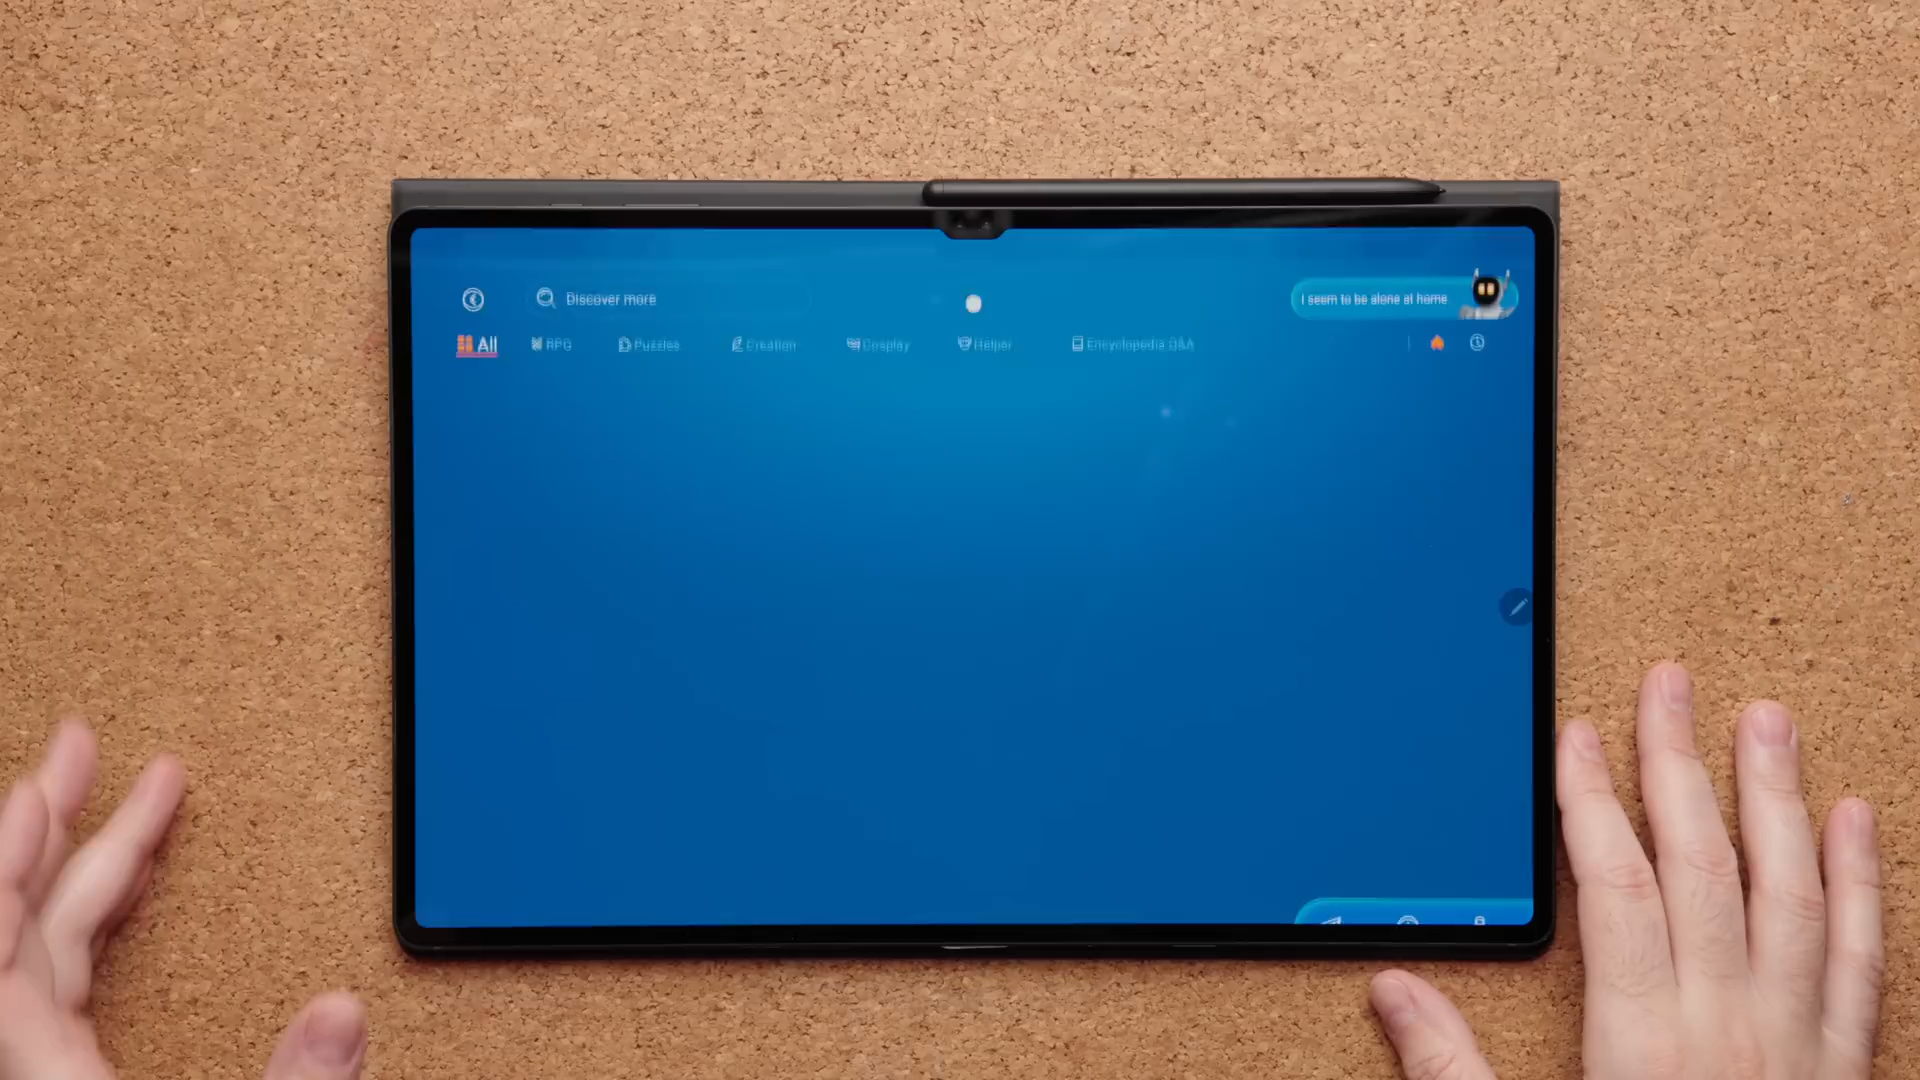 Discover more
I seem to be alone at home
All
RPG
Puzzles
Creation
Cosplay
Helper
Encyclopedia Q&A